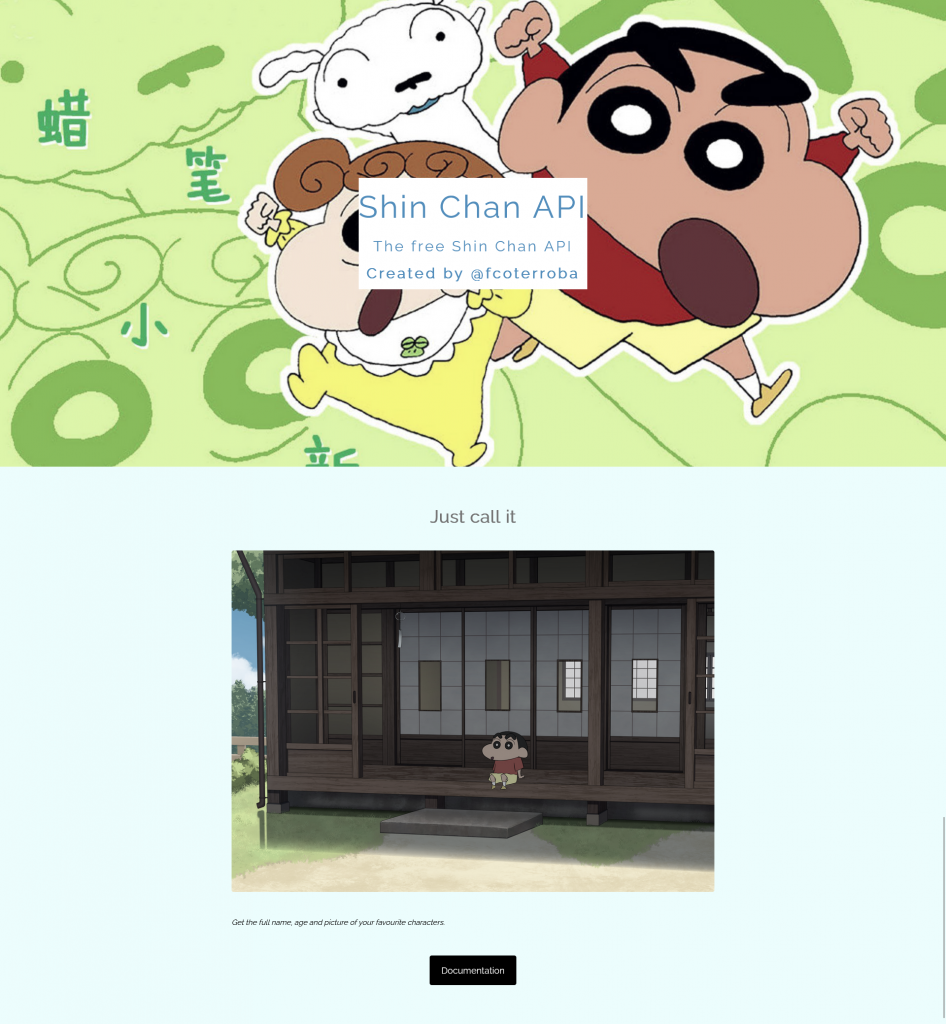 蜡
笔
小
新
Shin Chan API
The free Shin Chan API
Created by @fcoterroba
Just call it
Get the full name, age and picture of your favourite characters.
Documentation